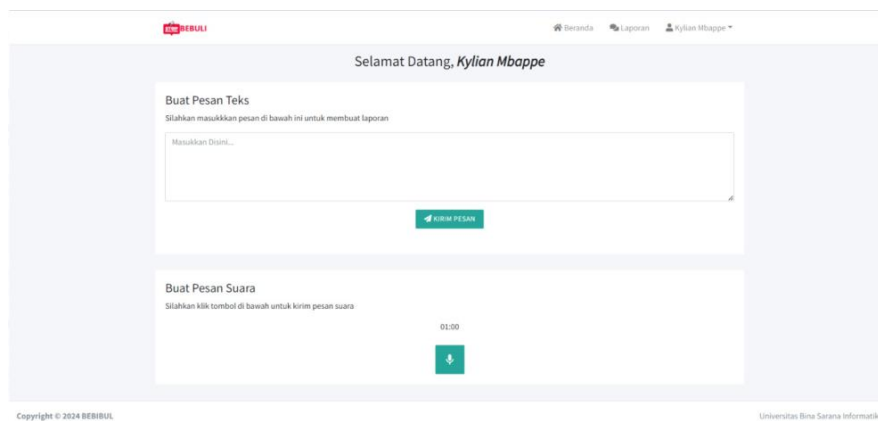 BEBULI
Beranda Laporan Kylian Mbappe
Selamat Datang, Kylian Mbappe
Buat Pesan Teks
Silahkan masukkkan pesan di bawah ini untuk membuat laporan
Masukkan Disini...
KIRIM PESAN
Buat Pesan Suara
Silahkan klik tombol di bawah untuk kirim pesan suara
01:00
Copyright © 2024 BEBIBUL. Universitas Bina Sarana Informatik